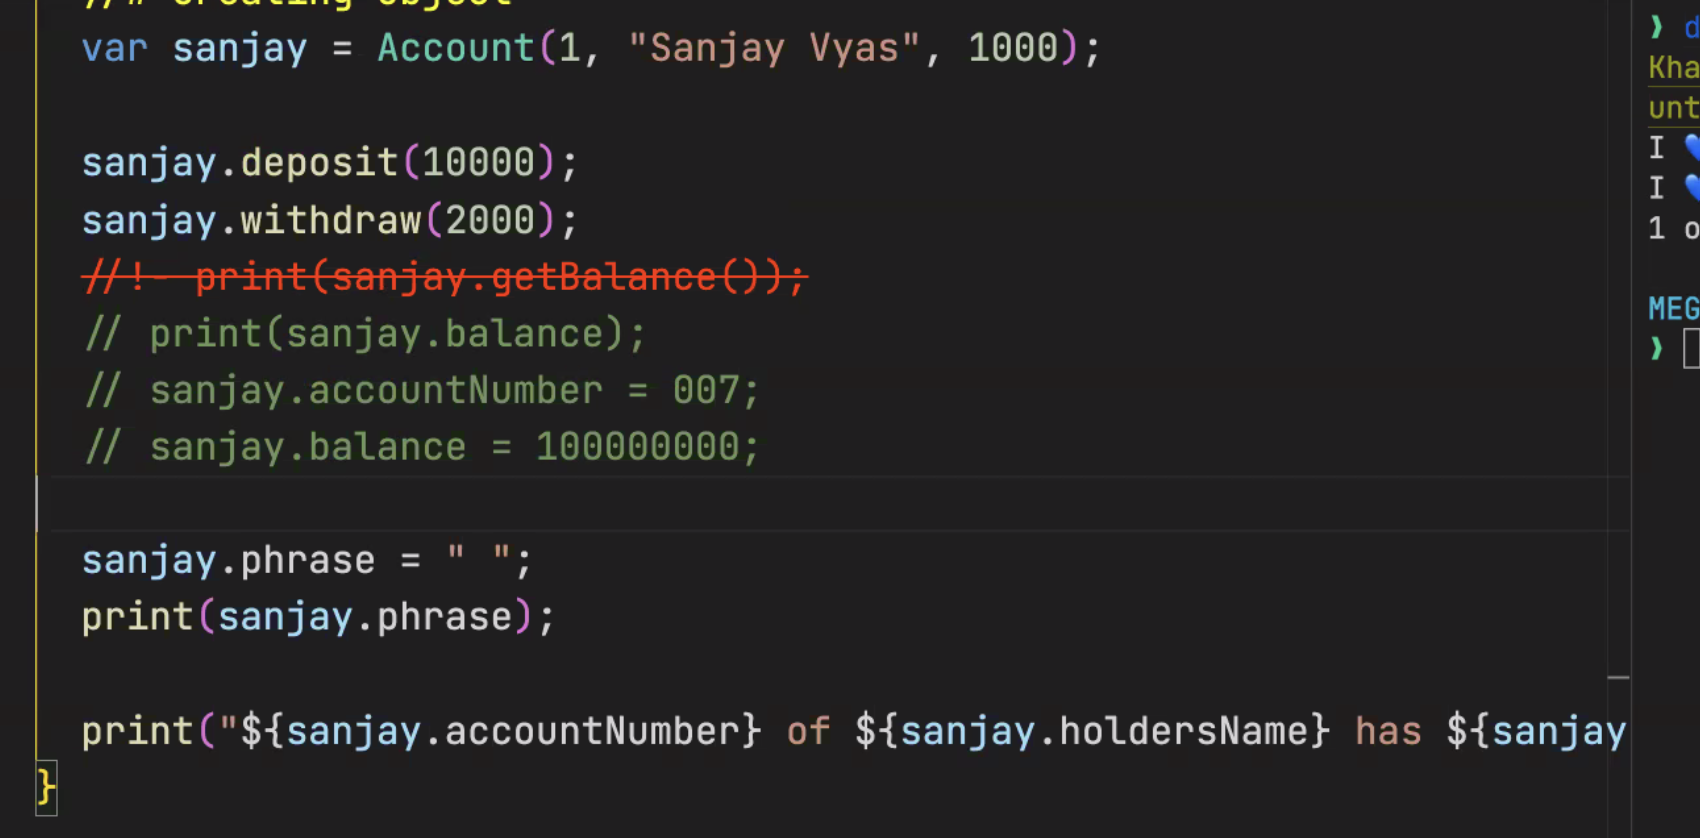 //# Creating object
var sanjay = Account(1, "Sanjay Vyas", 1000);
sanjay.deposit(10000);
sanjay.withdraw(2000);
//!- print(sanjay.getBalance());
// print(sanjay.balance);
// sanjay.accountNumber = 007;
// sanjay.balance = 100000000;
sanjay.phrase = " ";
print(sanjay.phrase);
print("${sanjay.accountNumber} of ${sanjay.holdersName} has ${sanjay
}
❯ d
Kha
unt
I 💙
I 💙
1 o
MEG
❯